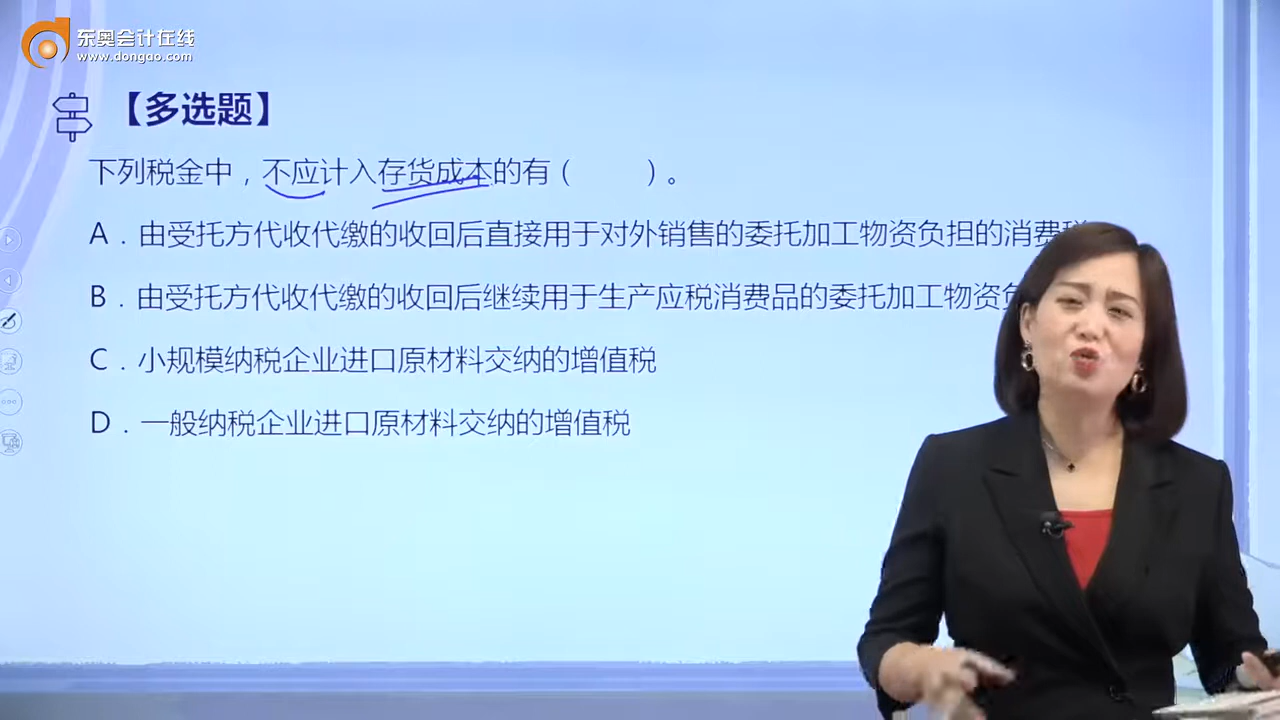 东奥会计在线
www.dongao.com
【多选题】
下列税金中，不应计入存货成本的有（ ）。
A．由受托方代收代缴的收回后直接用于对外销售的委托加工物资负担的消费税
B．由受托方代收代缴的收回后继续用于生产应税消费品的委托加工物资
C．小规模纳税企业进口原材料交纳的增值税
D．一般纳税企业进口原材料交纳的增值税